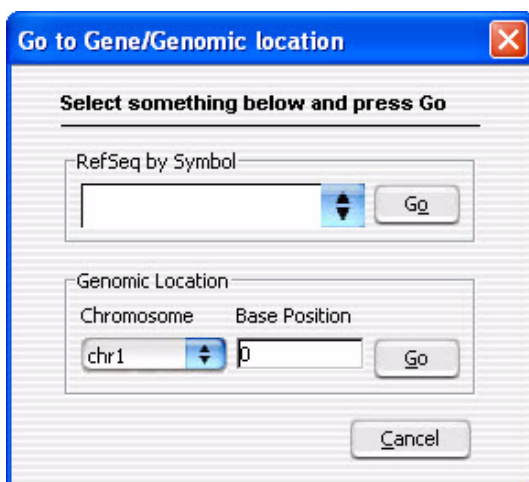 Go to Gene/Genomic location
Select something below and press Go
RefSeq by Symbol
Go
Genomic Location
Chromosome Base Position
chr1 0 Go
Cancel